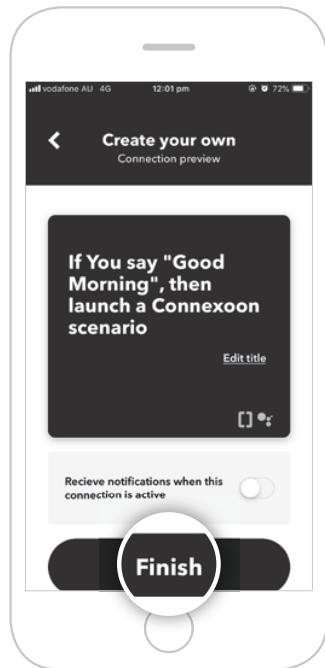 vodafone AU 4G 12:01 pm 72%
Create your own
Connection preview
If You say "Good
Morning", then
launch a Connexoon
scenario
Edit title
Recieve notifications when this
connection is active
Finish